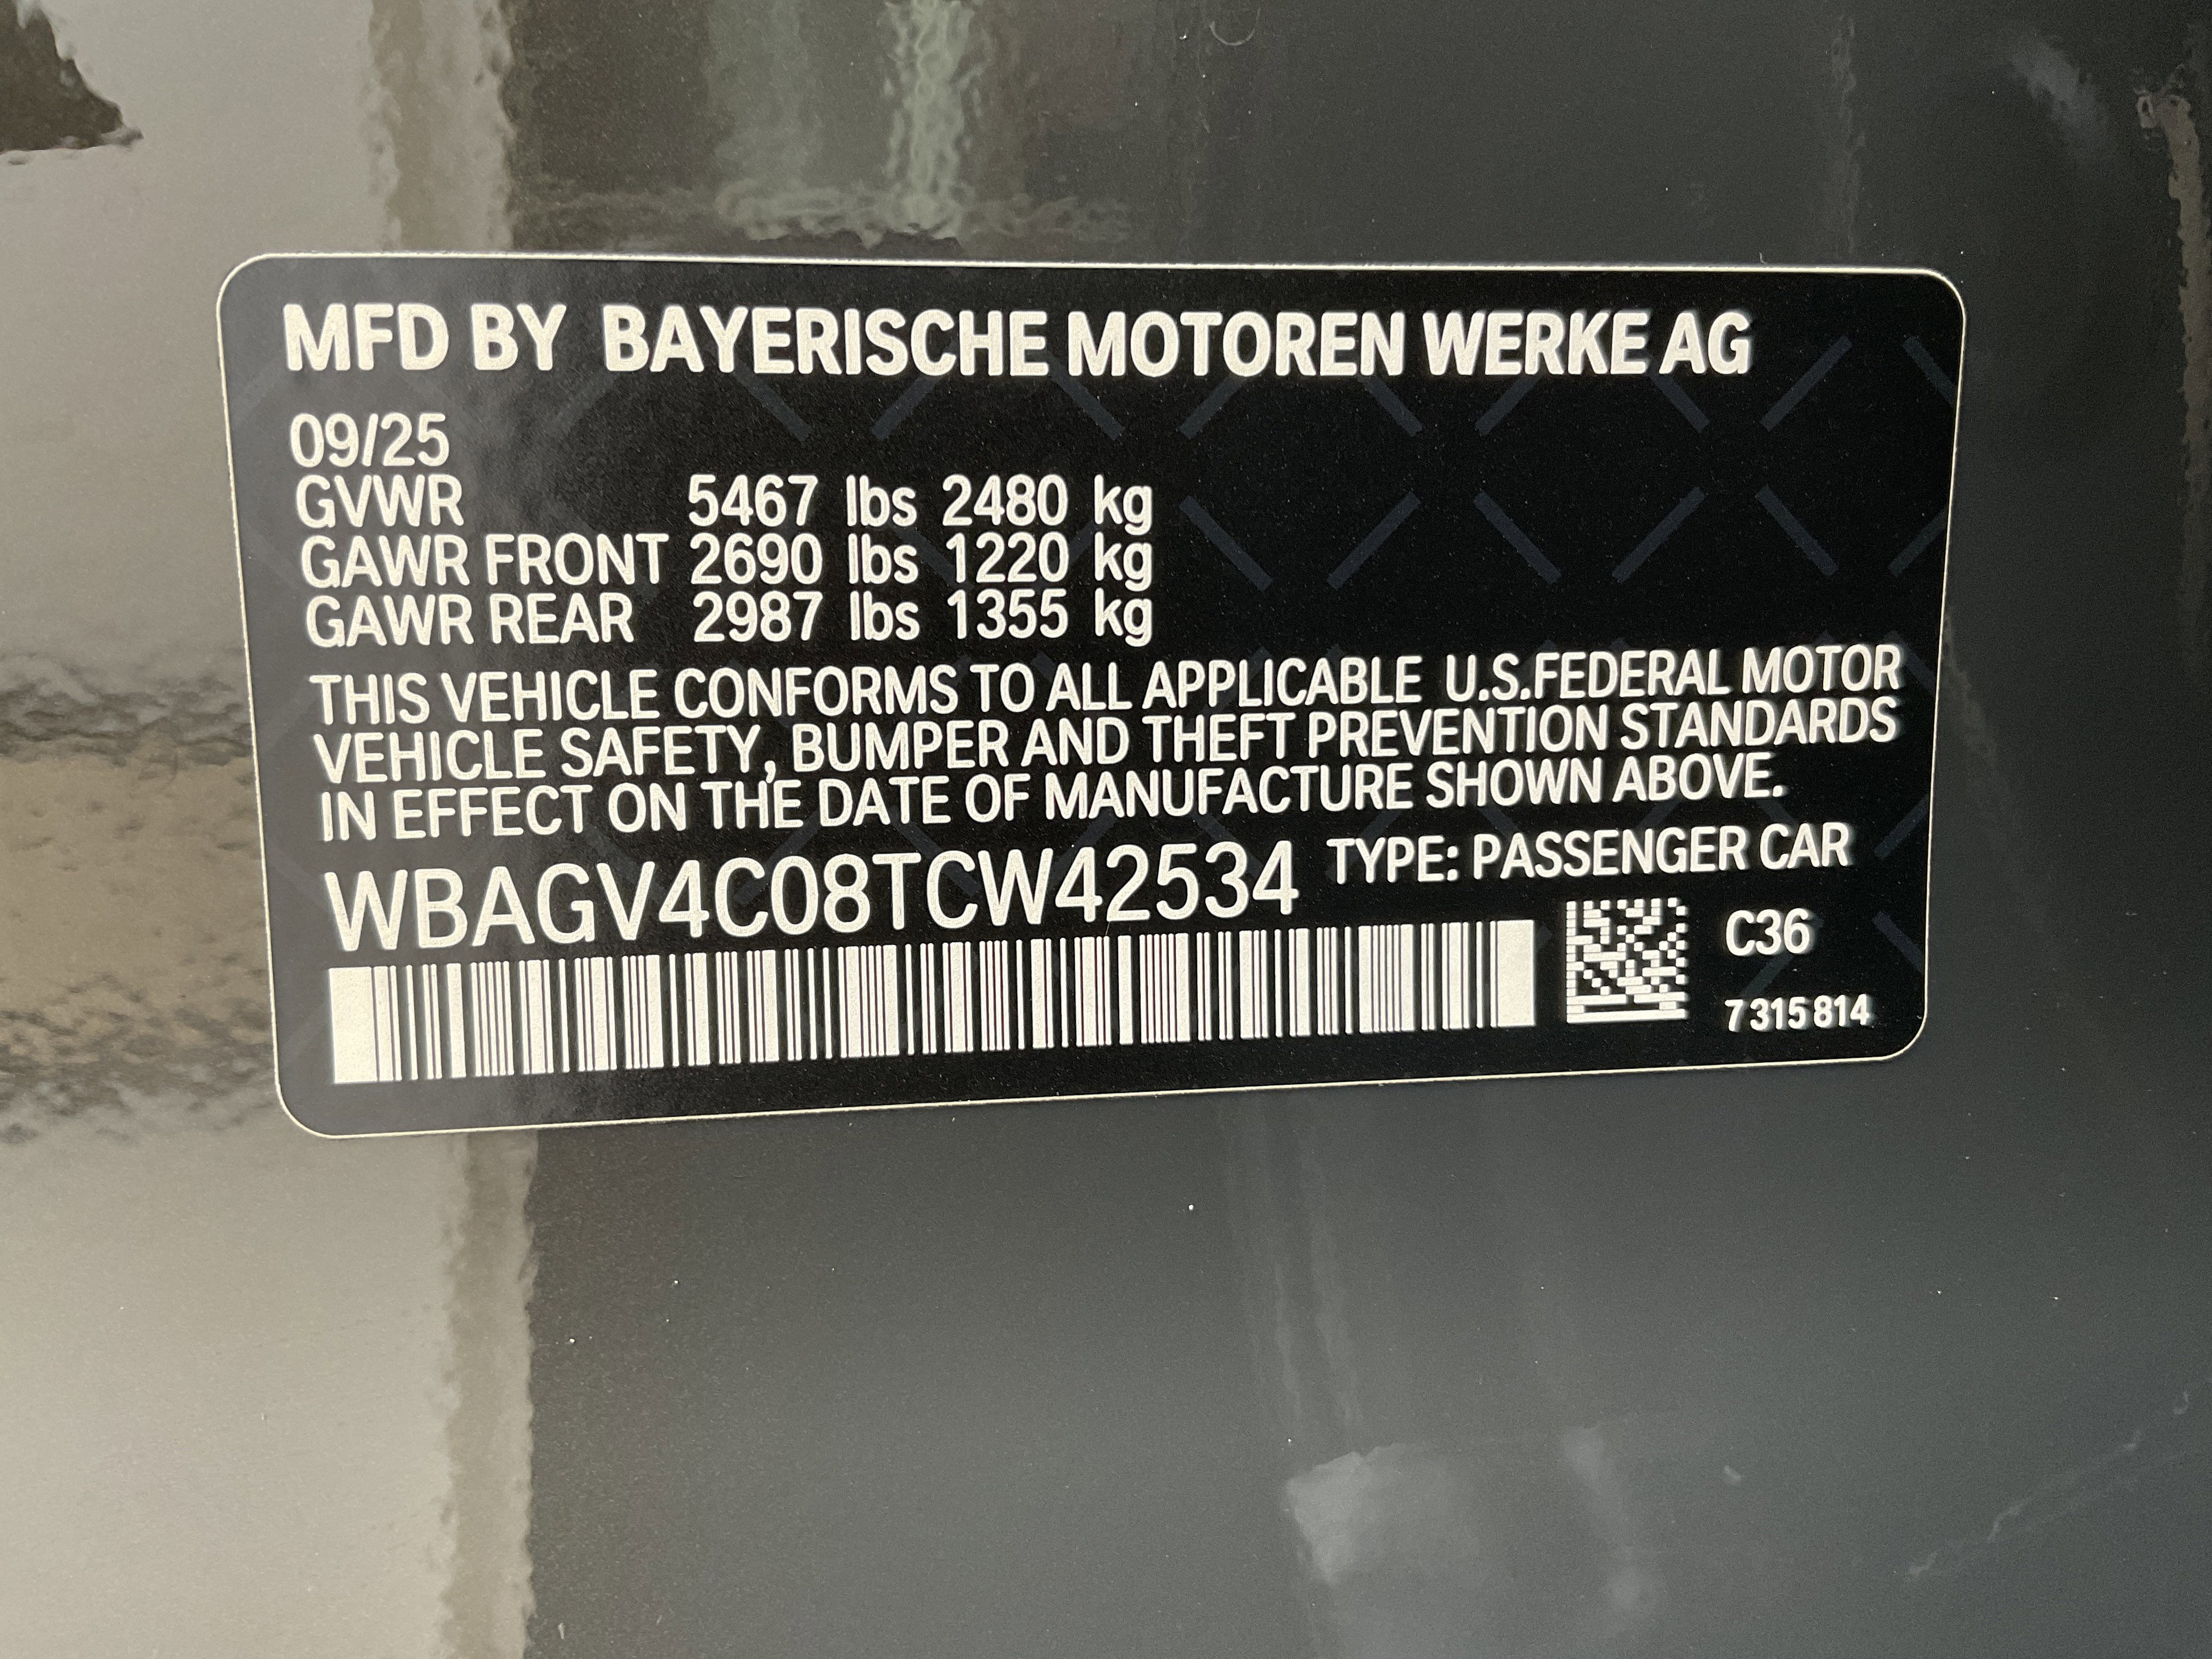 MFD BY BAYERISCHE MOTOREN WERKE AG
09/25
GVWR 5467 lbs 2480 kg
GAWR FRONT 2690 lbs 1220 kg
GAWR REAR 2987 lbs 1355 kg
THIS VEHICLE CONFORMS TO ALL APPLICABLE U.S.FEDERAL MOTOR
VEHICLE SAFETY, BUMPER AND THEFT PREVENTION STANDARDS
IN EFFECT ON THE DATE OF MANUFACTURE SHOWN ABOVE.
WBAGV4C08TCW42534 TYPE: PASSENGER CAR
C36
7 315 814